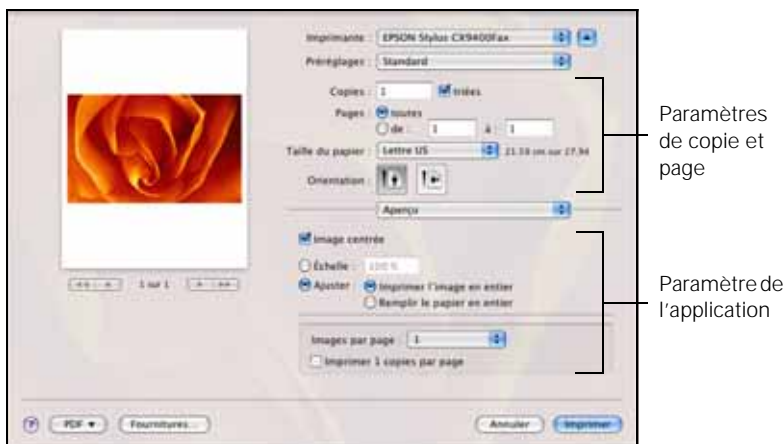 Imprimante : EPSON Stylus CX9400Fax
Préréglages : Standard
Copies : 1 triées
Pages : toutes
de : 1 à : 1
Taille du papier : Lettre US 21.59 cm sur 27.94
Orientation :
Aperçu
Image centrée
Échelle : 100 %
Ajuster : Imprimer l'image en entier
Remplir le papier en entier
Images par page : 1
Imprimer 1 copies par page
1 sur 1
? PDF Fournitures... Annuler Imprimer
Paramètres
de copie et
page
Paramètre de
l'application